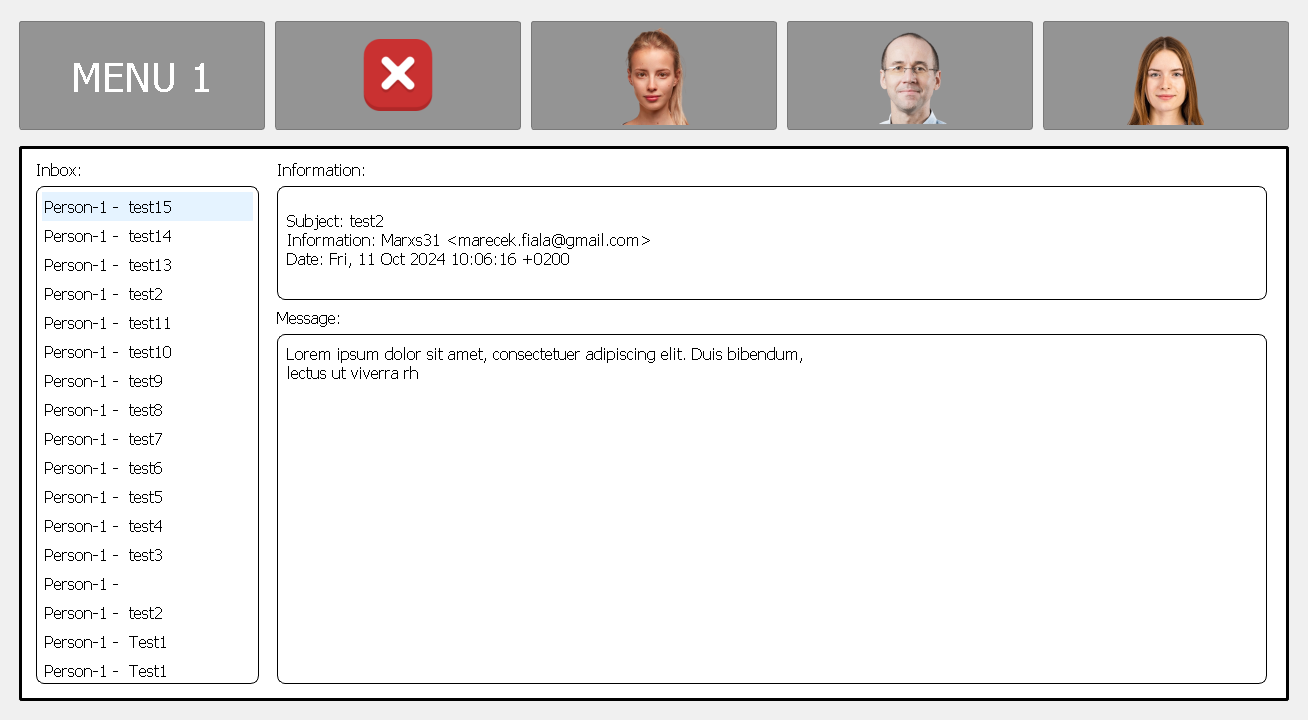 MENU 1
Inbox:
Person-1 - test15
Person-1 - test14
Person-1 - test13
Person-1 - test2
Person-1 - test11
Person-1 - test10
Person-1 - test9
Person-1 - test8
Person-1 - test7
Person-1 - test6
Person-1 - test5
Person-1 - test4
Person-1 - test3
Person-1 -
Person-1 - test2
Person-1 - Test1
Person-1 - Test1
Information:
Subject: test2
Information: Marxs31 <marecek.fiala@gmail.com>
Date: Fri, 11 Oct 2024 10:06:16 +0200
Message:
Lorem ipsum dolor sit amet, consectetuer adipiscing elit. Duis bibendum,
lectus ut viverra rh